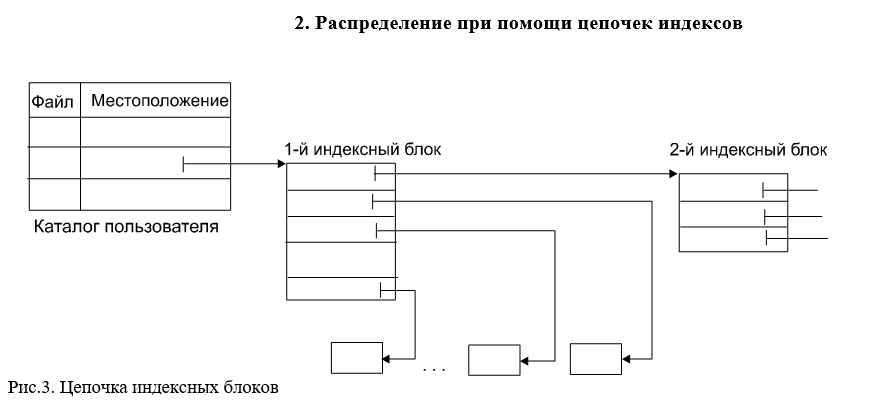 2. Распределение при помощи цепочек индексов
Файл Местоположение
1-й индексный блок
2-й индексный блок
Каталог пользователя
. . .
Рис.3. Цепочка индексных блоков